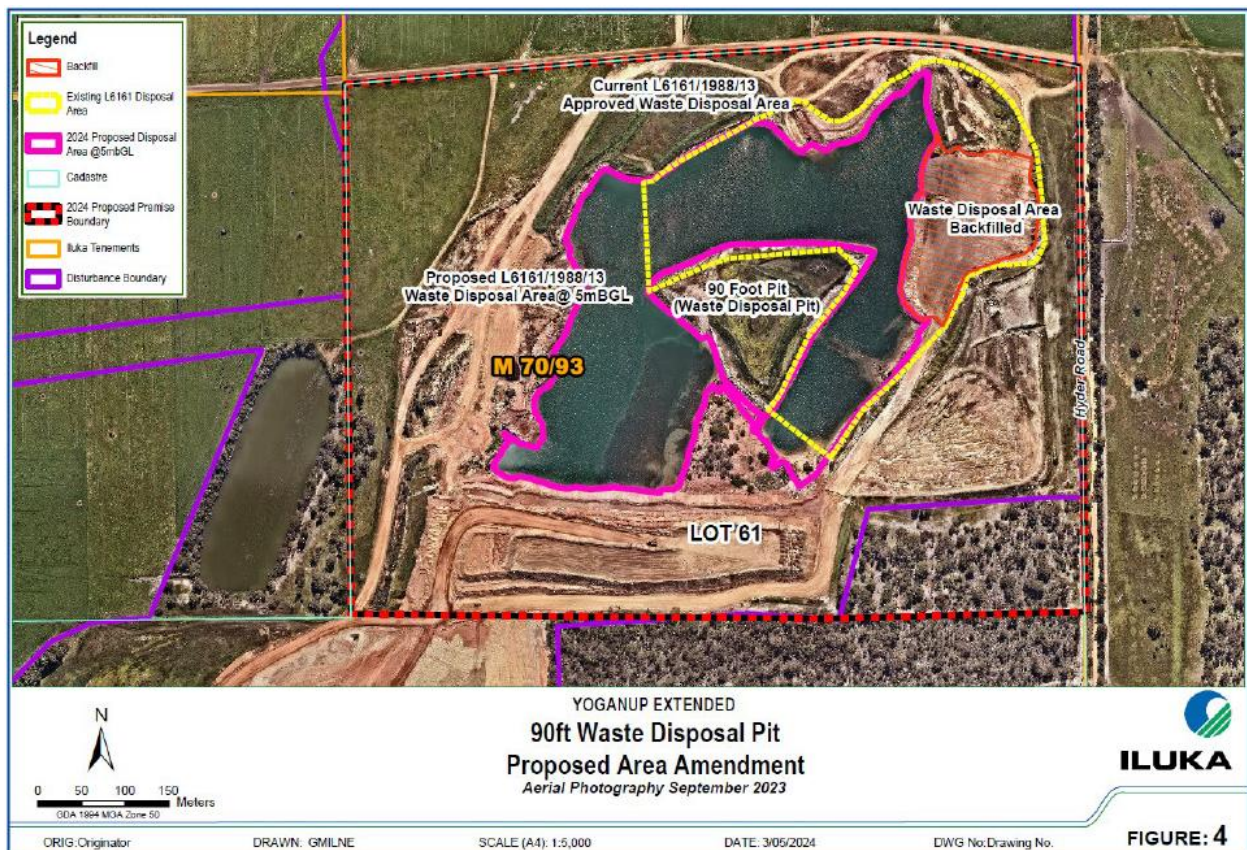 Legend
Backfill
Existing L6161 Disposal
Area
2024 Proposed Disposal
Area @5mbGL
Cadastre
2024 Proposed Premise
Boundary
Iluka Tenements
Disturbance Boundary
Current L6161/1988/13
Approved Waste Disposal Area
Waste Disposal Area
Backfilled
Proposed L6161/1988/13
Waste Disposal Area@ 5mBGL
90 Foot Pit
(Waste Disposal Pit)
M 70/93
Hyder Road
LOT 61
N
0 50 100 150
Meters
GDA 1994 MGA Zone 50
YOGANUP EXTENDED
90ft Waste Disposal Pit
Proposed Area Amendment
Aerial Photography September 2023
ILUKA
ORIG:Originator DRAWN: GMILNE SCALE (A4): 1:5,000 DATE: 3/05/2024 DWG No:Drawing No. FIGURE: 4